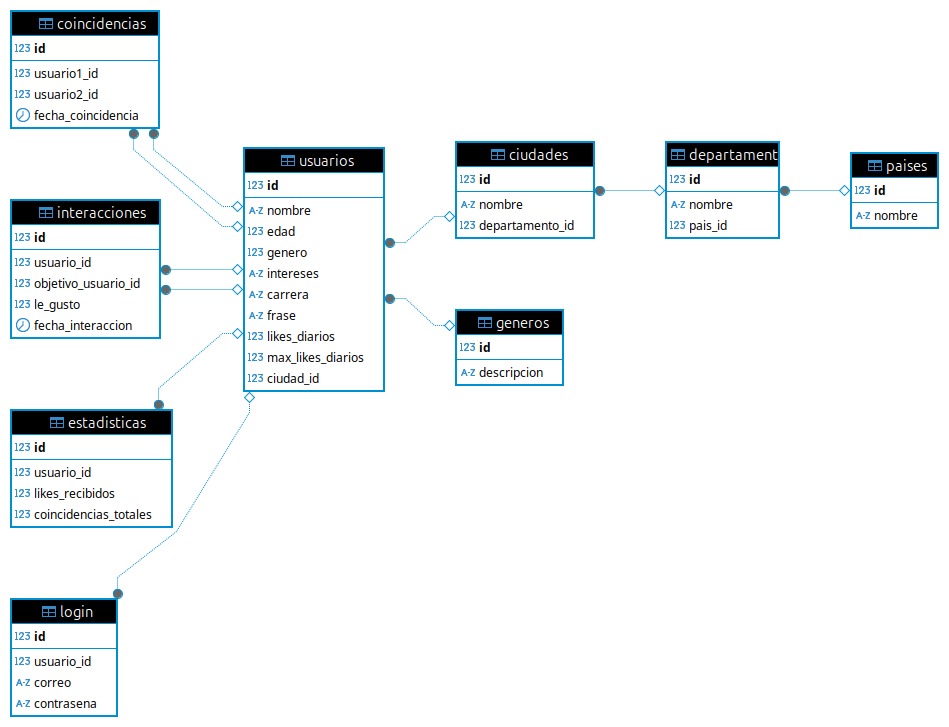 coincidencias
123 id
123 usuario1_id
123 usuario2_id
fecha_coincidencia
interacciones
123 id
123 usuario_id
123 objetivo_usuario_id
123 le_gusto
fecha_interaccion
estadisticas
123 id
123 usuario_id
123 likes_recibidos
123 coincidencias_totales
login
123 id
123 usuario_id
A-Z correo
A-Z contrasena
usuarios
123 id
A-Z nombre
123 edad
123 genero
A-Z intereses
A-Z carrera
A-Z frase
123 likes_diarios
123 max_likes_diarios
123 ciudad_id
ciudades
123 id
A-Z nombre
123 departamento_id
generos
123 id
A-Z descripcion
departament
123 id
A-Z nombre
123 pais_id
paises
123 id
A-Z nombre